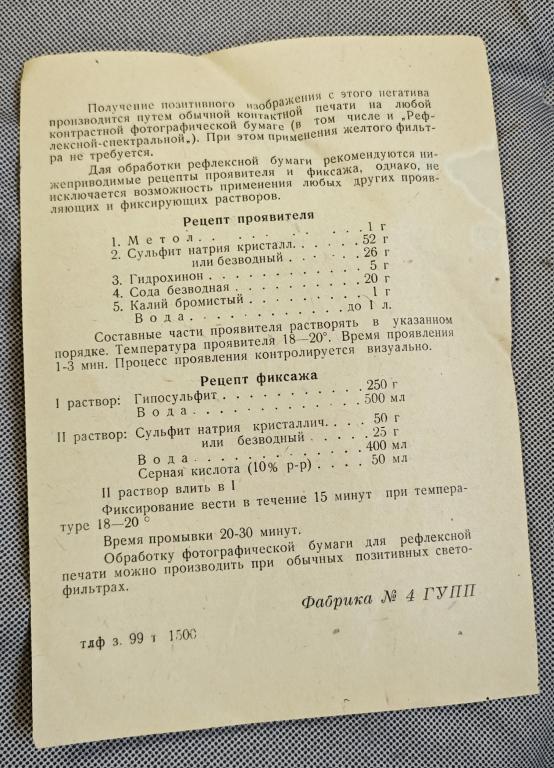 Получение позитивного изображения с этого негатива
производится путем обычной контактной печати на любой
контрастной фотографической бумаге (в том числе и „Реф-
лексной-спектральной„). При этом применения желтого фильт-
ра не требуется.
Для обработки рефлексной бумаги рекомендуются ни-
жеприводимые рецепты проявителя и фиксажа, однако, не
исключается возможность применения любых других прояв-
ляющих и фиксирующих растворов.
Рецепт проявителя
1. Метол . . . . . . . . . . 1 г
2. Сульфит натрия кристалл. . . . . . . 52 г
или безводный . . . . . . 26 г
3. Гидрохинон . . . . . . . . . . . . 5 г
4. Сода безводная . . . . . . . . . . 20 г
5. Калий бромистый . . . . . . . . . 1 г
Вода . . . . . . . . . . . . до 1 л.
Составные части проявителя растворять в указанном
порядке. Температура проявителя 18—20°. Время проявления
1-3 мин. Процесс проявления контролируется визуально.
Рецепт фиксажа
I раствор: Гипосульфит . . . . . . . . . . . 250 г
Вода . . . . . . . . . . . . . 500 мл
II раствор: Сульфит натрия кристаллич. . . . 50 г
или безводный . . . . . 25 г
Вода . . . . . . . . . . . . . 400 мл
Серная кислота (10% р-р) . . . . 50 мл
II раствор влить в I
Фиксирование вести в течение 15 минут при темпера-
туре 18—20 °
Время промывки 20-30 минут.
Обработку фотографической бумаги для рефлексной
печати можно производить при обычных позитивных свето-
фильтрах.
Фабрика № 4 ГУПП
тлф з. 99 т 1500